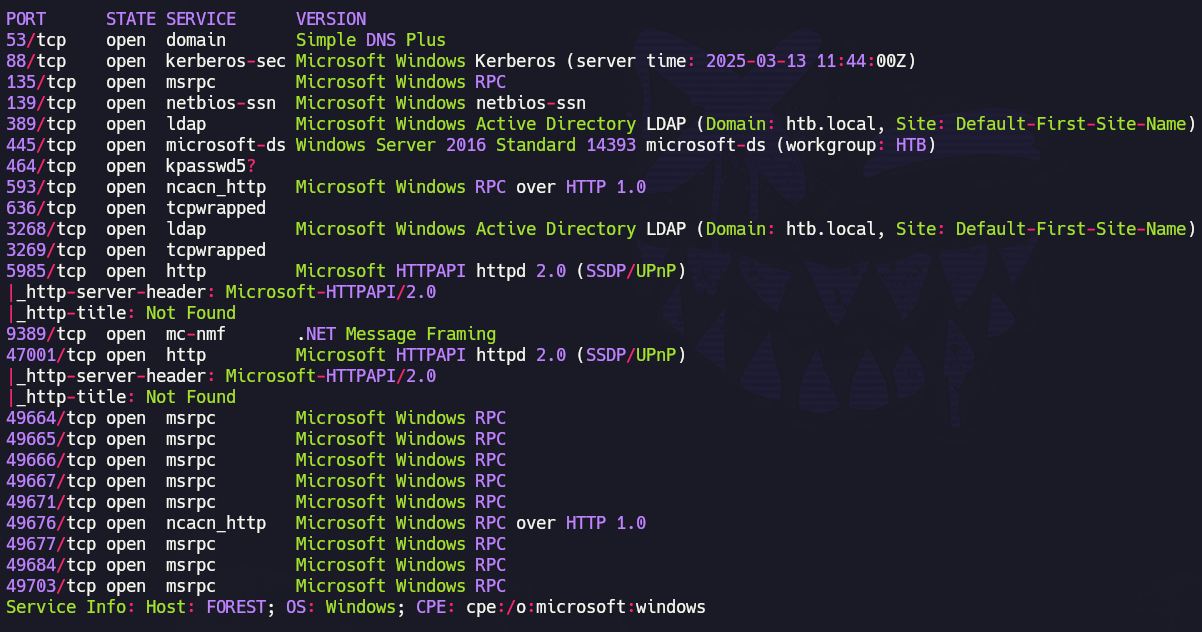 PORT      STATE SERVICE      VERSION
53/tcp    open  domain       Simple DNS Plus
88/tcp    open  kerberos-sec Microsoft Windows Kerberos (server time: 2025-03-13 11:44:00Z)
135/tcp   open  msrpc        Microsoft Windows RPC
139/tcp   open  netbios-ssn  Microsoft Windows netbios-ssn
389/tcp   open  ldap         Microsoft Windows Active Directory LDAP (Domain: htb.local, Site: Default-First-Site-Name)
445/tcp   open  microsoft-ds Windows Server 2016 Standard 14393 microsoft-ds (workgroup: HTB)
464/tcp   open  kpasswd5?
593/tcp   open  ncacn_http   Microsoft Windows RPC over HTTP 1.0
636/tcp   open  tcpwrapped
3268/tcp  open  ldap         Microsoft Windows Active Directory LDAP (Domain: htb.local, Site: Default-First-Site-Name)
3269/tcp  open  tcpwrapped
5985/tcp  open  http         Microsoft HTTPAPI httpd 2.0 (SSDP/UPnP)
|_http-server-header: Microsoft-HTTPAPI/2.0
|_http-title: Not Found
9389/tcp  open  mc-nmf       .NET Message Framing
47001/tcp open  http         Microsoft HTTPAPI httpd 2.0 (SSDP/UPnP)
|_http-server-header: Microsoft-HTTPAPI/2.0
|_http-title: Not Found
49664/tcp open  msrpc        Microsoft Windows RPC
49665/tcp open  msrpc        Microsoft Windows RPC
49666/tcp open  msrpc        Microsoft Windows RPC
49667/tcp open  msrpc        Microsoft Windows RPC
49671/tcp open  msrpc        Microsoft Windows RPC
49676/tcp open  ncacn_http   Microsoft Windows RPC over HTTP 1.0
49677/tcp open  msrpc        Microsoft Windows RPC
49684/tcp open  msrpc        Microsoft Windows RPC
49703/tcp open  msrpc        Microsoft Windows RPC
Service Info: Host: FOREST; OS: Windows; CPE: cpe:/o:microsoft:windows